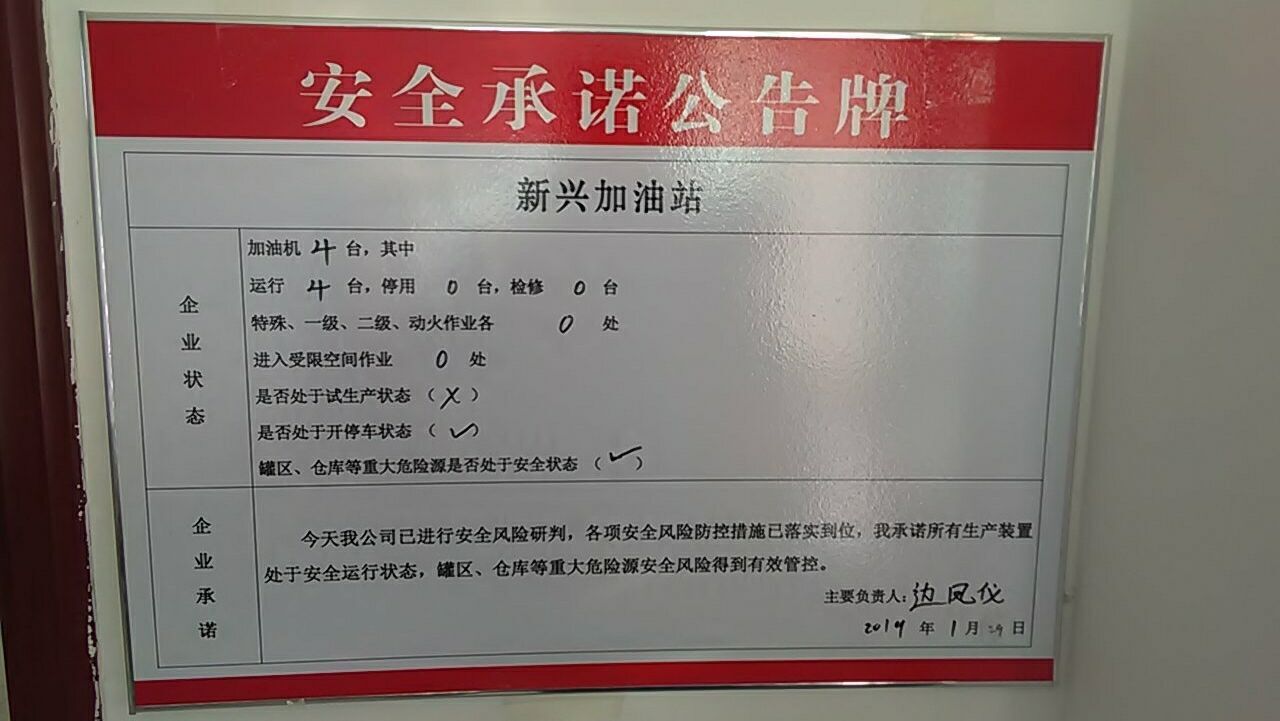 安全承诺公告牌
新兴加油站
企业状态
加油机 4 台，其中
运行 4 台，停用 0 台，检修 0 台
特殊、一级、二级、动火作业各 0 处
进入受限空间作业 0 处
是否处于试生产状态（×）
是否处于开停车状态（✓）
罐区、仓库等重大危险源是否处于安全状态（✓）
企业承诺
今天我公司已进行安全风险研判，各项安全风险防控措施已落实到位，我承诺所有生产装置
处于安全运行状态，罐区、仓库等重大危险源安全风险得到有效管控。
主要负责人：边凤仪
2019 年 1 月 日